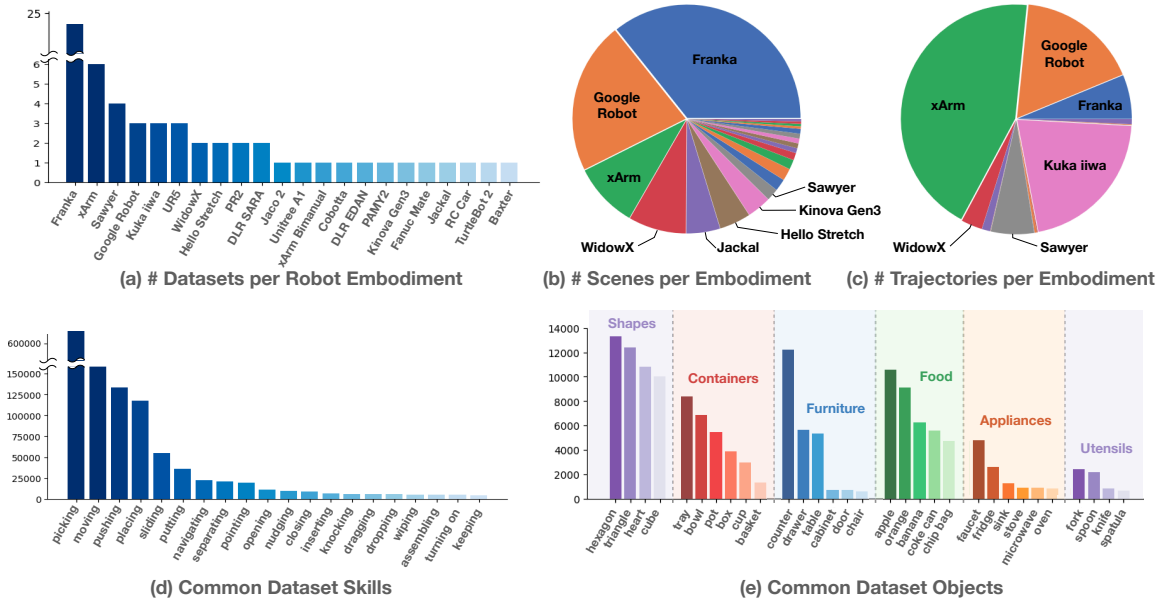 25
6
5
4
3
2
1
0
Franka
xArm
Sawyer
Google Robot
Kuka iiwa
UR5
WidowX
Hello Stretch
PR2
DLR SARA
Jaco 2
Unitree A1
xArm Bimanual
Cobotta
DLR EDAN
PAMY2
Kinova Gen3
Fanuc Mate
Jackal
RC Car
TurtleBot 2
Baxter
(a) # Datasets per Robot Embodiment
Franka
Google
Robot
xArm
WidowX
Jackal
Hello Stretch
Kinova Gen3
Sawyer
(b) # Scenes per Embodiment
Google
Robot
xArm
Franka
Kuka iiwa
WidowX
Sawyer
(c) # Trajectories per Embodiment
600000
150000
125000
100000
75000
50000
25000
0
picking
moving
pushing
placing
sliding
putting
navigating
separating
pointing
opening
nudging
closing
inserting
knocking
dragging
dropping
wiping
assembling
turning on
keeping
(d) Common Dataset Skills
14000
12000
10000
8000
6000
4000
2000
0
Shapes
Containers
Furniture
Food
Appliances
Utensils
hexagon
triangle
heart
cube
tray
bowl
pot
box
cup
basket
counter
drawer
table
cabinet
door
chair
apple
orange
banana
coke can
chip bag
faucet
fridge
sink
stove
microwave
oven
fork
spoon
knife
spatula
(e) Common Dataset Objects